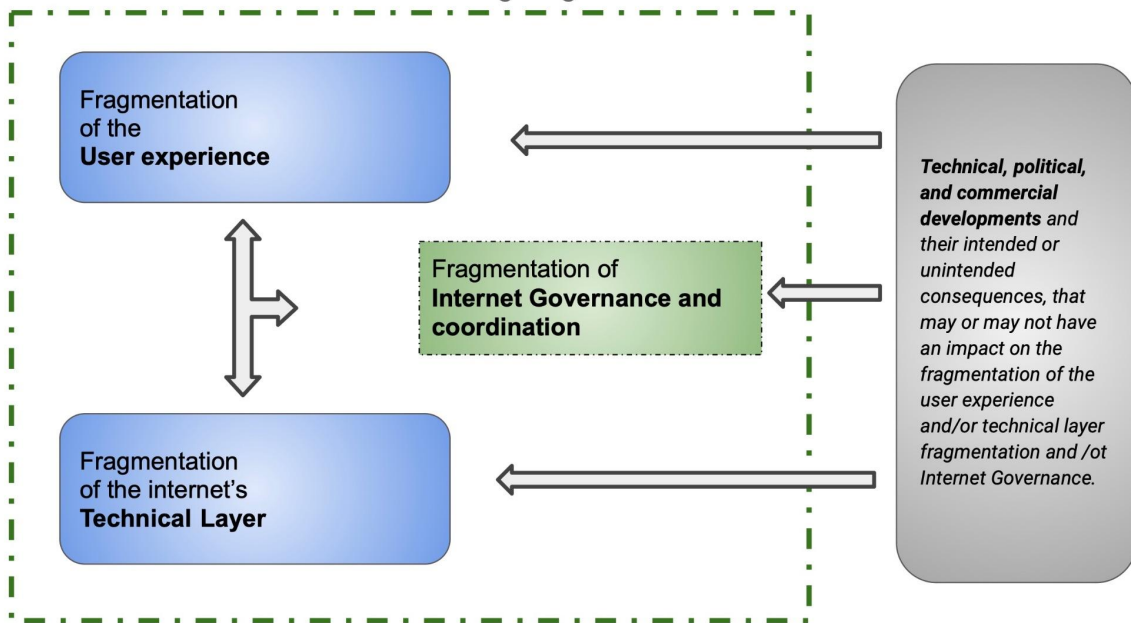 Fragmentation
of the
User experience
Fragmentation of
Internet Governance and
coordination
Fragmentation
of the internet's
Technical Layer
Technical, political,
and commercial
developments and
their intended or
unintended
consequences, that
may or may not have
an impact on the
fragmentation of the
user experience
and/or technical layer
fragmentation and /ot
Internet Governance.